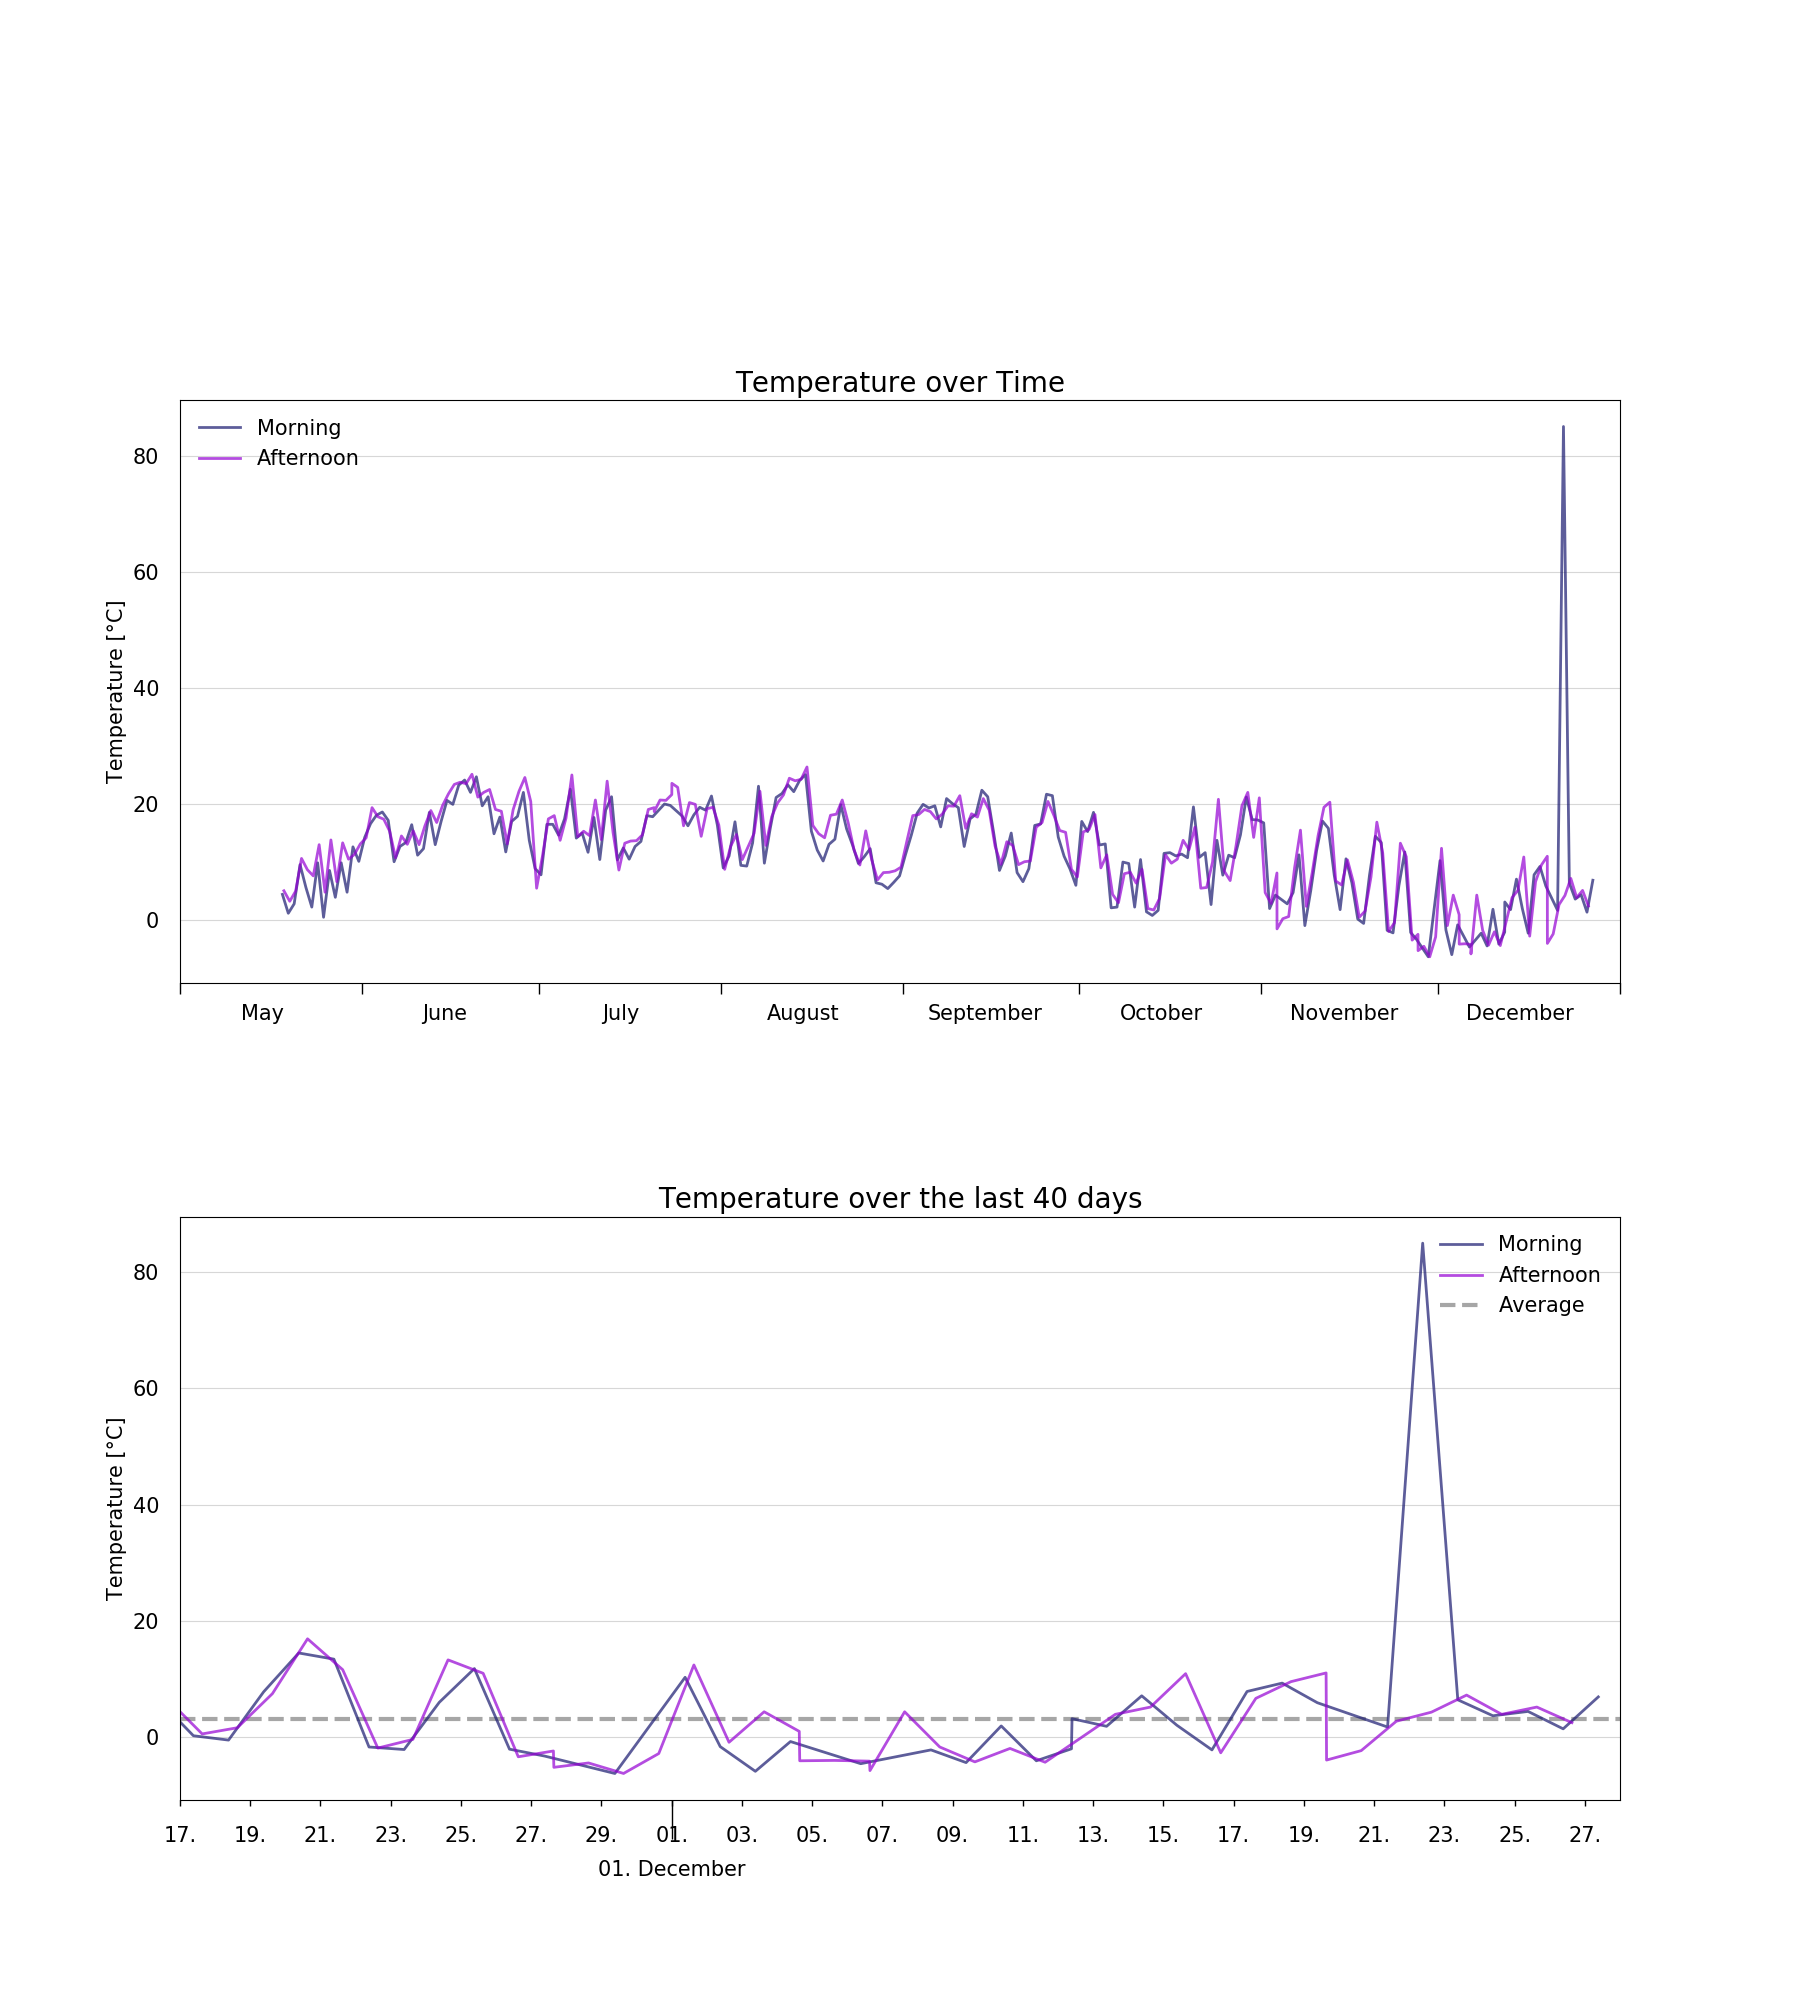 Temperature over Time
Morning
Afternoon
80
60
40
20
0
Temperature [°C]
May June July August September October November December
Temperature over the last 40 days
Morning
Afternoon
Average
80
60
40
20
0
Temperature [°C]
17. 19. 21. 23. 25. 27. 29. 01. 03. 05. 07. 09. 11. 13. 15. 17. 19. 21. 23. 25. 27.
01. December